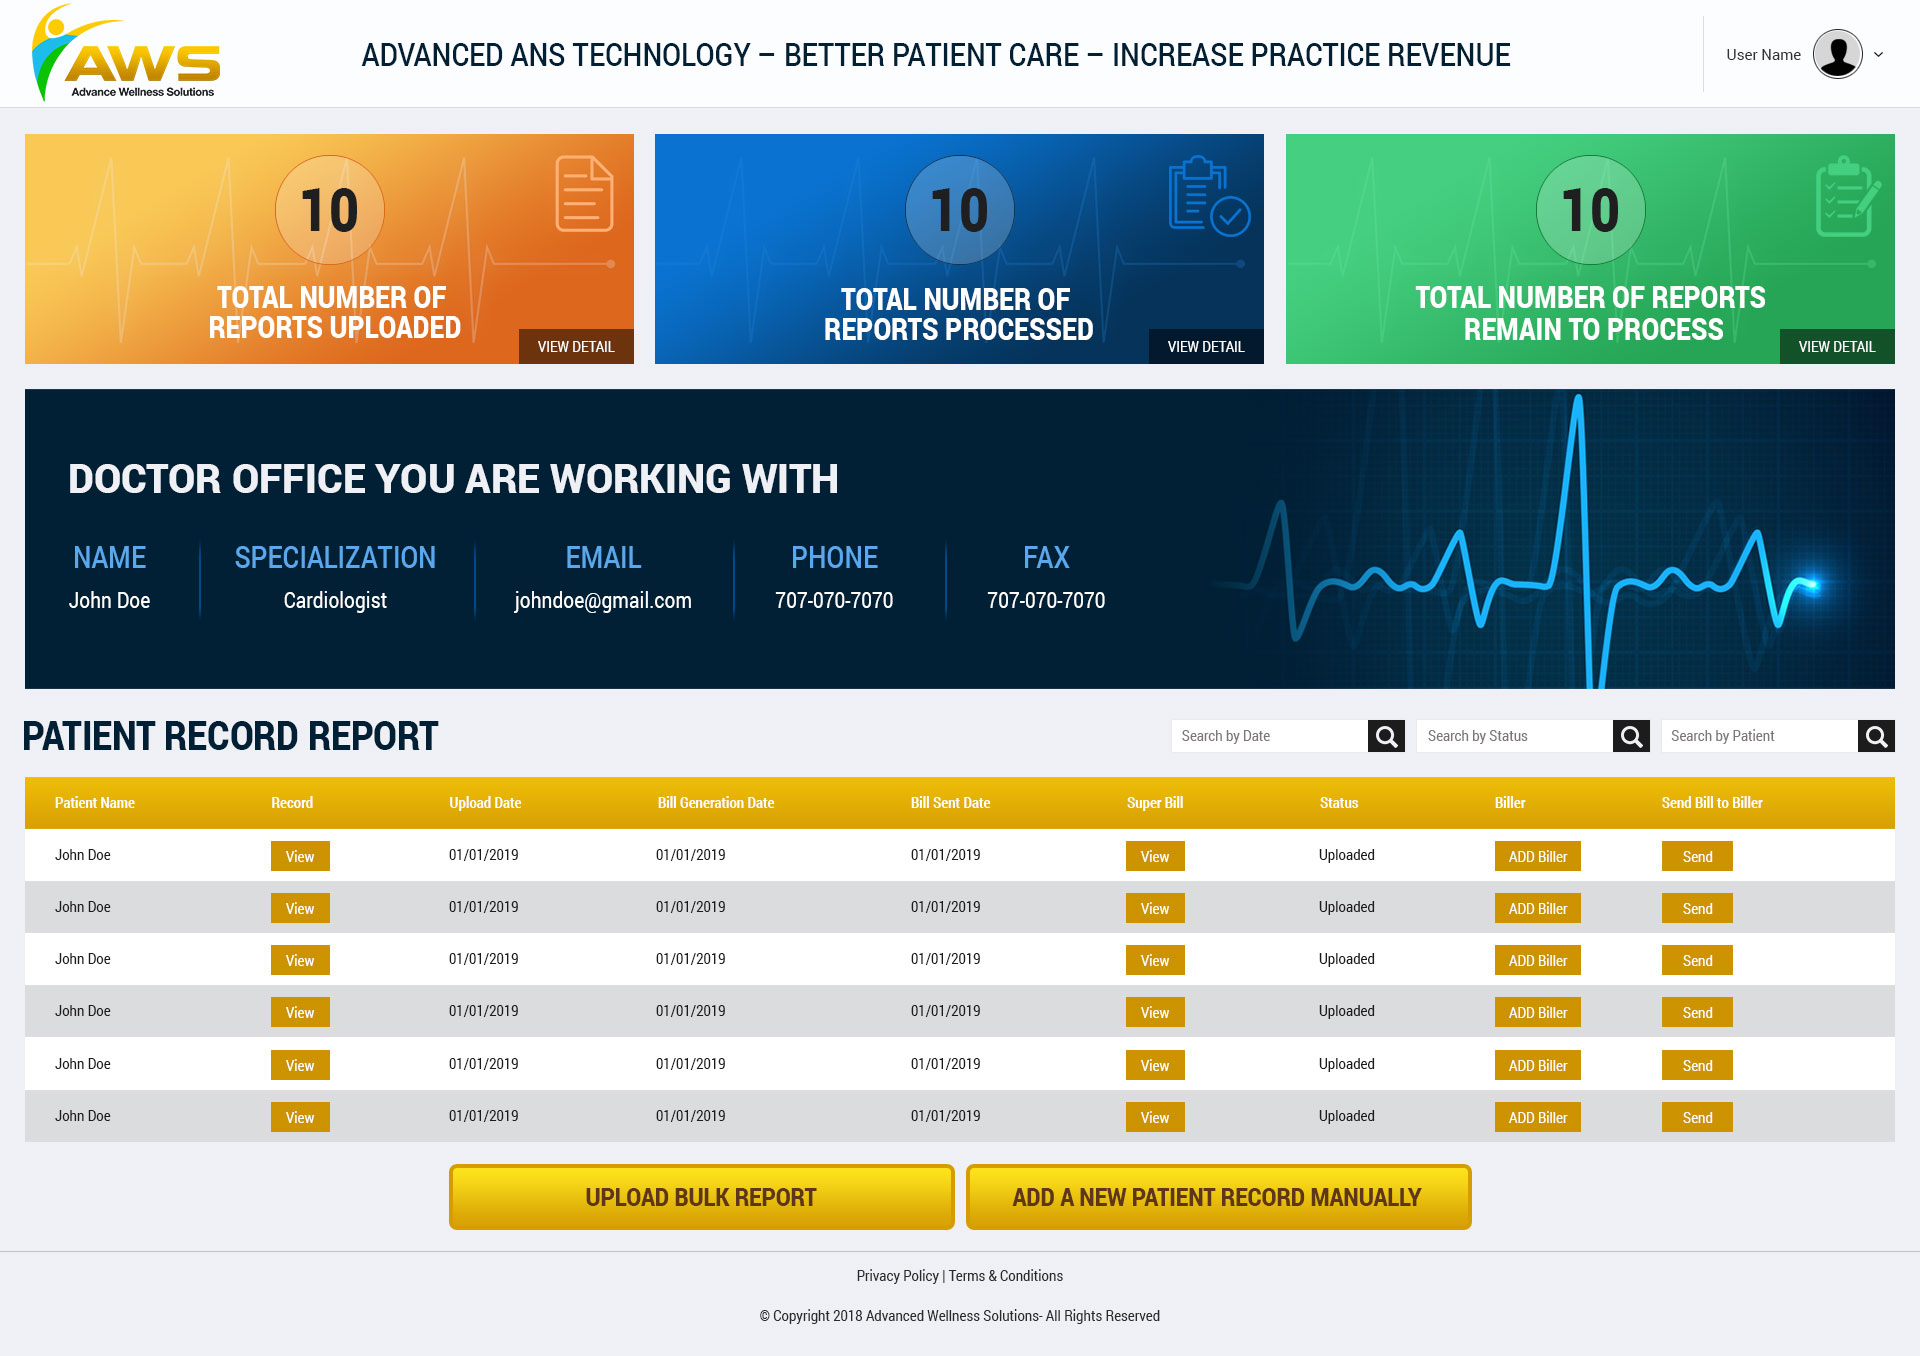 AWS
Advance Wellness Solutions
ADVANCED ANS TECHNOLOGY – BETTER PATIENT CARE – INCREASE PRACTICE REVENUE
User Name
10
TOTAL NUMBER OF
REPORTS UPLOADED
VIEW DETAIL
10
TOTAL NUMBER OF
REPORTS PROCESSED
VIEW DETAIL
10
TOTAL NUMBER OF REPORTS
REMAIN TO PROCESS
VIEW DETAIL
DOCTOR OFFICE YOU ARE WORKING WITH
NAME SPECIALIZATION EMAIL PHONE FAX
John Doe Cardiologist johndoe@gmail.com 707-070-7070 707-070-7070
PATIENT RECORD REPORT
Search by Date Search by Status Search by Patient
Patient Name Record Upload Date Bill Generation Date Bill Sent Date Super Bill Status Biller Send Bill to Biller
John Doe View 01/01/2019 01/01/2019 01/01/2019 View Uploaded ADD Biller Send
John Doe View 01/01/2019 01/01/2019 01/01/2019 View Uploaded ADD Biller Send
John Doe View 01/01/2019 01/01/2019 01/01/2019 View Uploaded ADD Biller Send
John Doe View 01/01/2019 01/01/2019 01/01/2019 View Uploaded ADD Biller Send
John Doe View 01/01/2019 01/01/2019 01/01/2019 View Uploaded ADD Biller Send
John Doe View 01/01/2019 01/01/2019 01/01/2019 View Uploaded ADD Biller Send
UPLOAD BULK REPORT ADD A NEW PATIENT RECORD MANUALLY
Privacy Policy | Terms & Conditions
© Copyright 2018 Advanced Wellness Solutions- All Rights Reserved